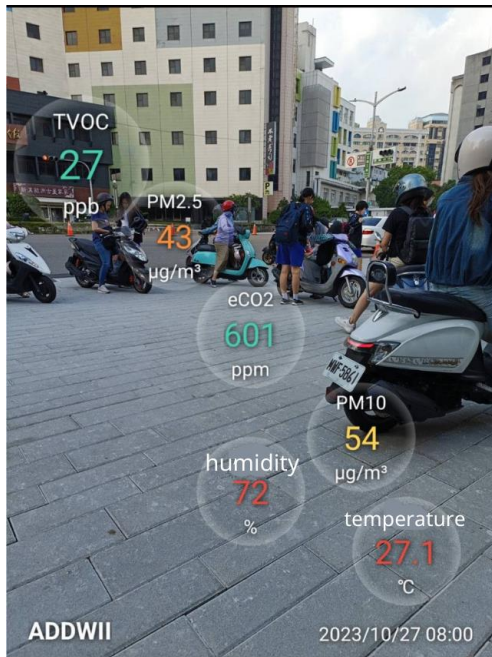 TVOC
27
ppb
PM2.5
43
µg/m³
eCO2
601
ppm
PM10
54
µg/m³
humidity
72
%
temperature
27.1
℃
P
ADDWII
2023/10/27 08:00